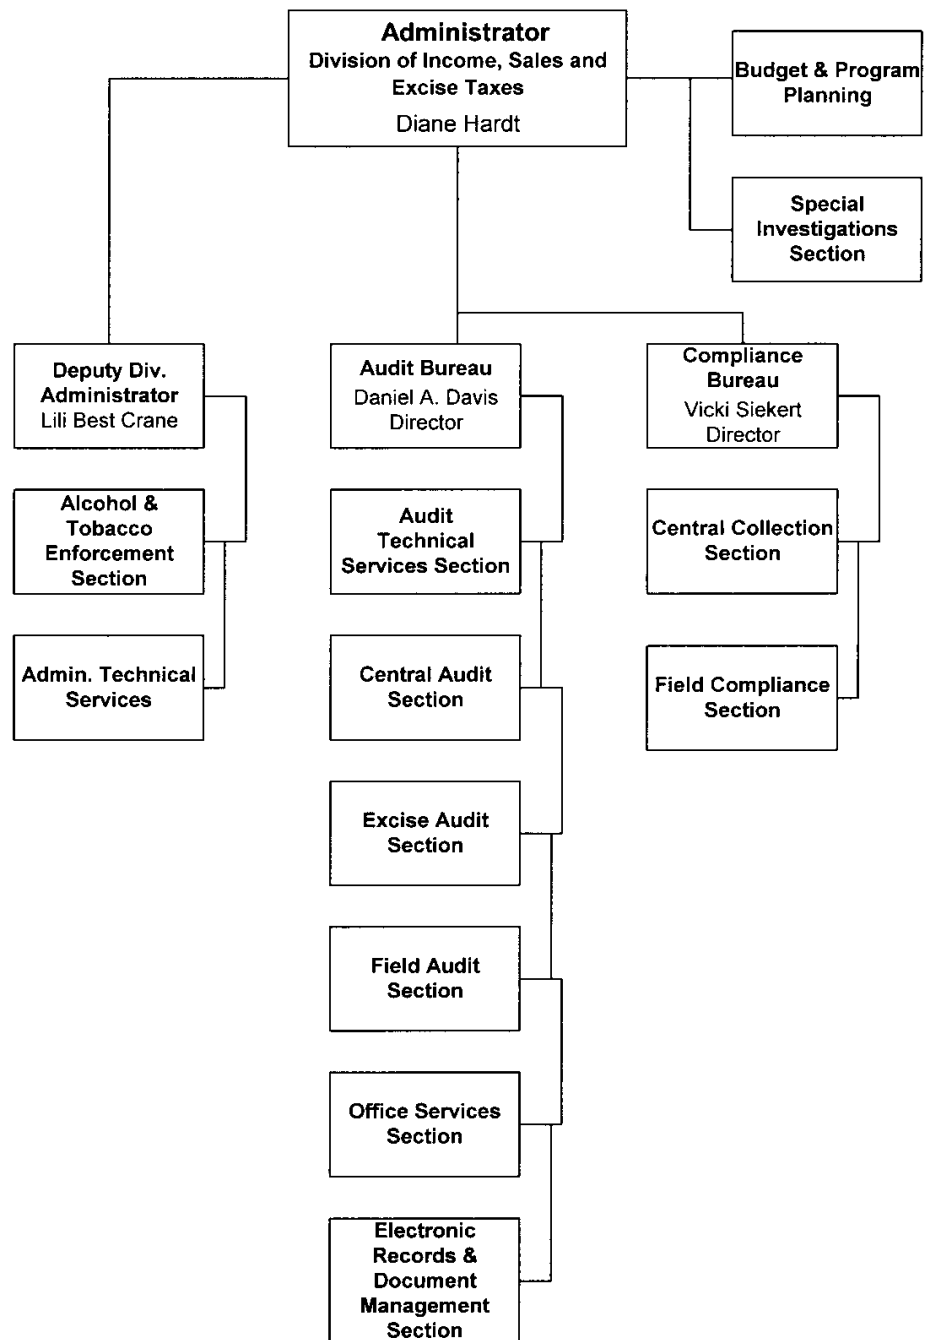 Administrator
Division of Income, Sales and
Excise Taxes
Diane Hardt
Budget & Program
Planning
Special
Investigations
Section
Deputy Div.
Administrator
Lili Best Crane
Audit Bureau
Daniel A. Davis
Director
Compliance
Bureau
Vicki Siekert
Director
Alcohol &
Tobacco
Enforcement
Section
Audit
Technical
Services Section
Central Collection
Section
Admin. Technical
Services
Central Audit
Section
Field Compliance
Section
Excise Audit
Section
Field Audit
Section
Office Services
Section
Electronic
Records &
Document
Management
Section